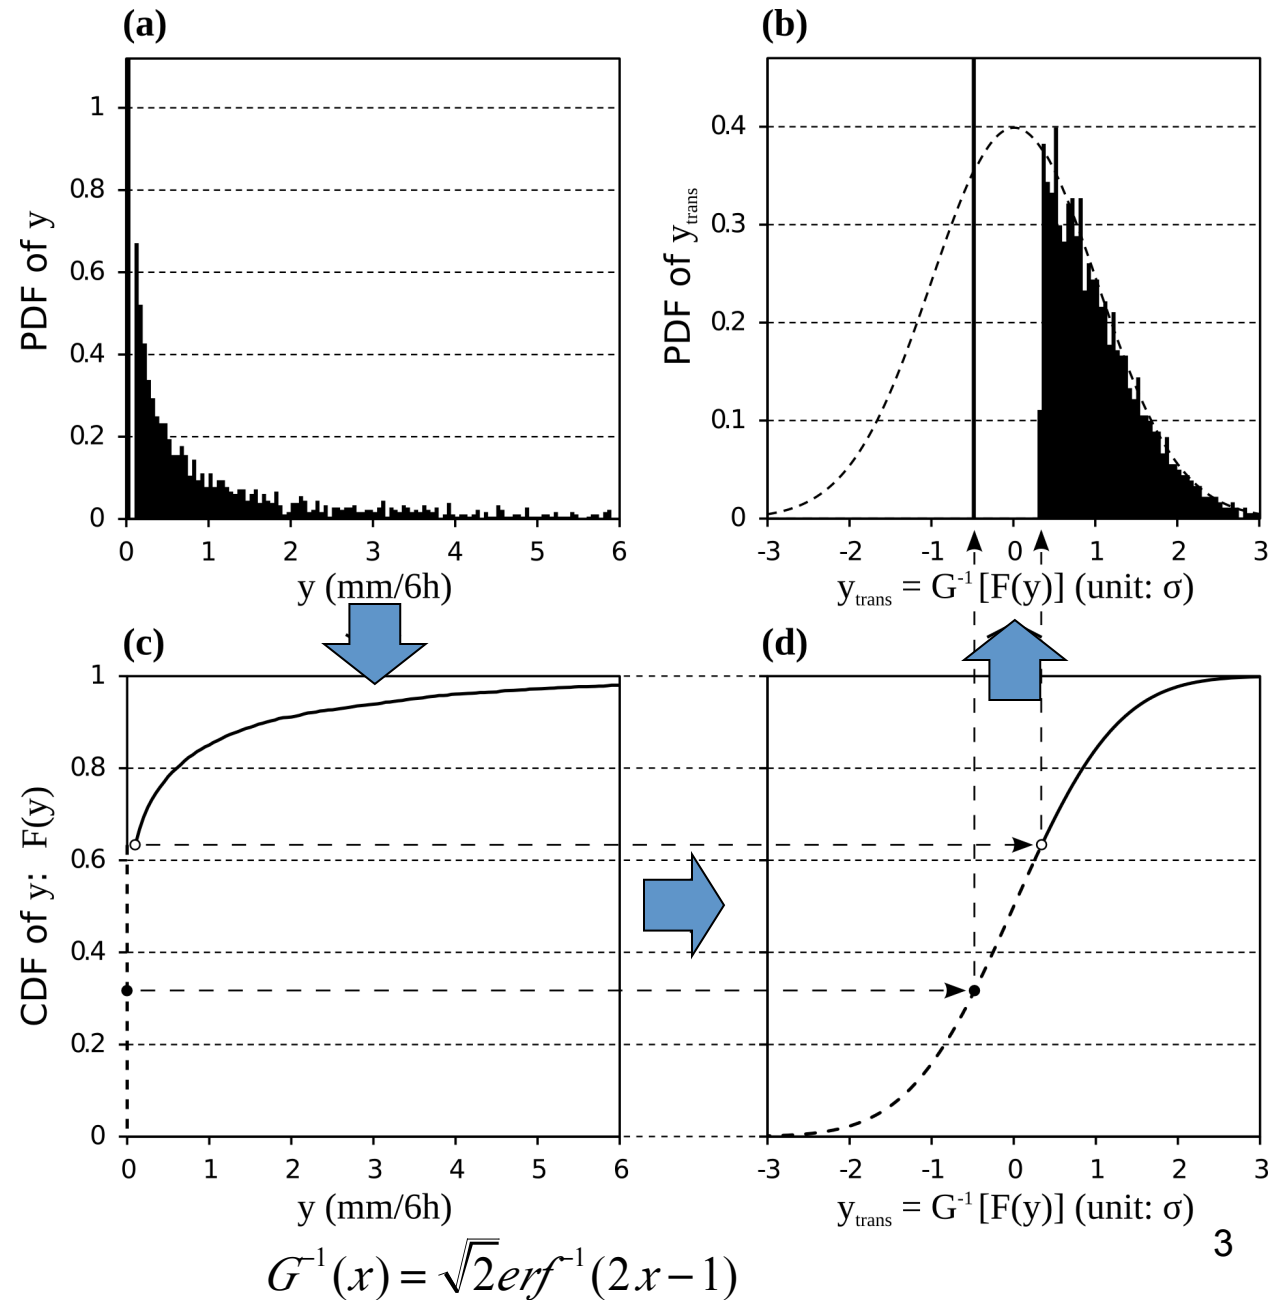 (a)
PDF of y
1
0.8
0.6
0.4
0.2
0
0 1 2 3 4 5 6
y (mm/6h)
(b)
PDF of y_trans
0.4
0.3
0.2
0.1
0
-3 -2 -1 0 1 2 3
y_trans = G⁻¹ [F(y)] (unit: σ)
(c)
CDF of y: F(y)
1
0.8
0.6
0.4
0.2
0
0 1 2 3 4 5 6
y (mm/6h)
(d)
-3 -2 -1 0 1 2 3
y_trans = G⁻¹ [F(y)] (unit: σ)
G⁻¹(x) = √2erf⁻¹(2x−1)
3